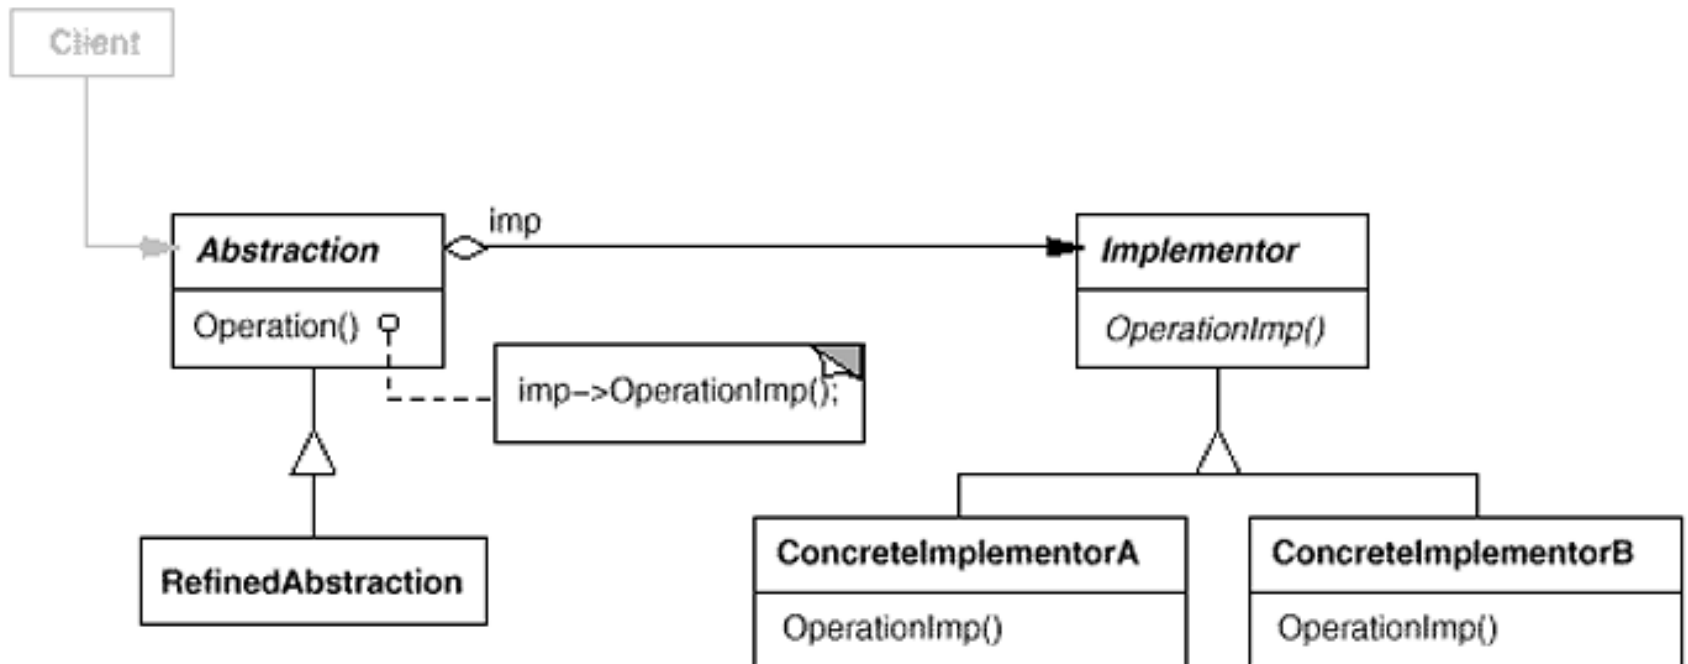 Client
imp
Abstraction
Implementor
Operation()
OperationImp()
imp->OperationImp();
RefinedAbstraction
ConcreteImplementorA
ConcreteImplementorB
OperationImp()
OperationImp()